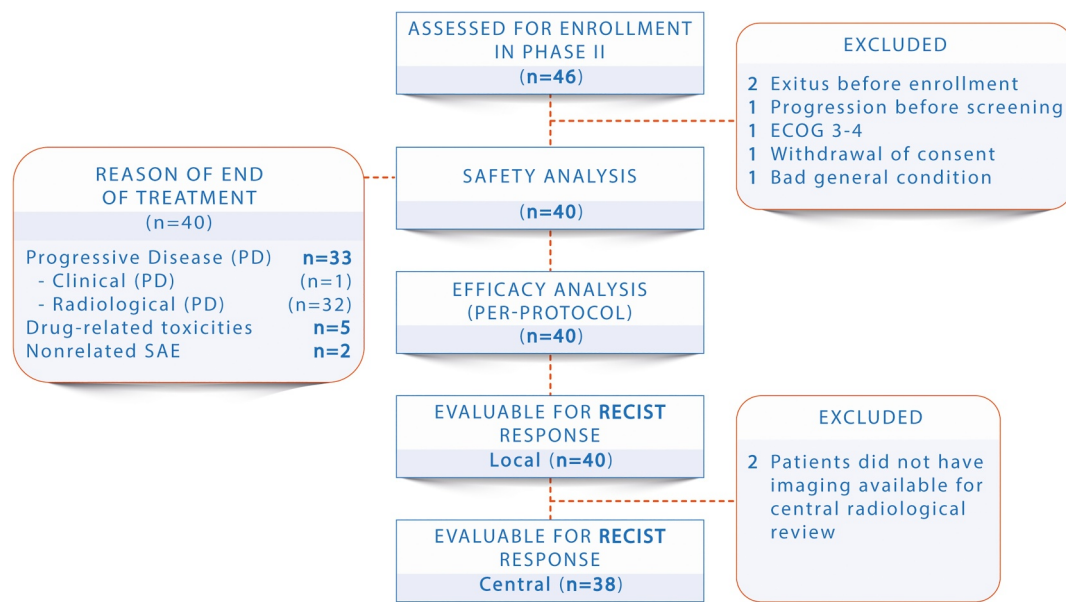 ASSESSED FOR ENROLLMENT
IN PHASE II
(n=46)
EXCLUDED
2 Exitus before enrollment
1 Progression before screening
1 ECOG 3-4
1 Withdrawal of consent
1 Bad general condition
REASON OF END
OF TREATMENT
(n=40)
Progressive Disease (PD) n=33
- Clinical (PD) (n=1)
- Radiological (PD) (n=32)
Drug-related toxicities n=5
Nonrelated SAE n=2
SAFETY ANALYSIS
(n=40)
EFFICACY ANALYSIS
(PER-PROTOCOL)
(n=40)
EVALUABLE FOR RECIST
RESPONSE
Local (n=40)
EXCLUDED
2 Patients did not have
imaging available for
central radiological
review
EVALUABLE FOR RECIST
RESPONSE
Central (n=38)